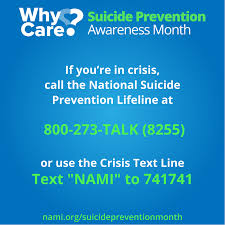 Why Care? Suicide Prevention
Awareness Month
If you're in crisis,
call the National Suicide
Prevention Lifeline at
800-273-TALK (8255)
or use the Crisis Text Line
Text "NAMI" to 741741
nami.org/suicidepreventionmonth